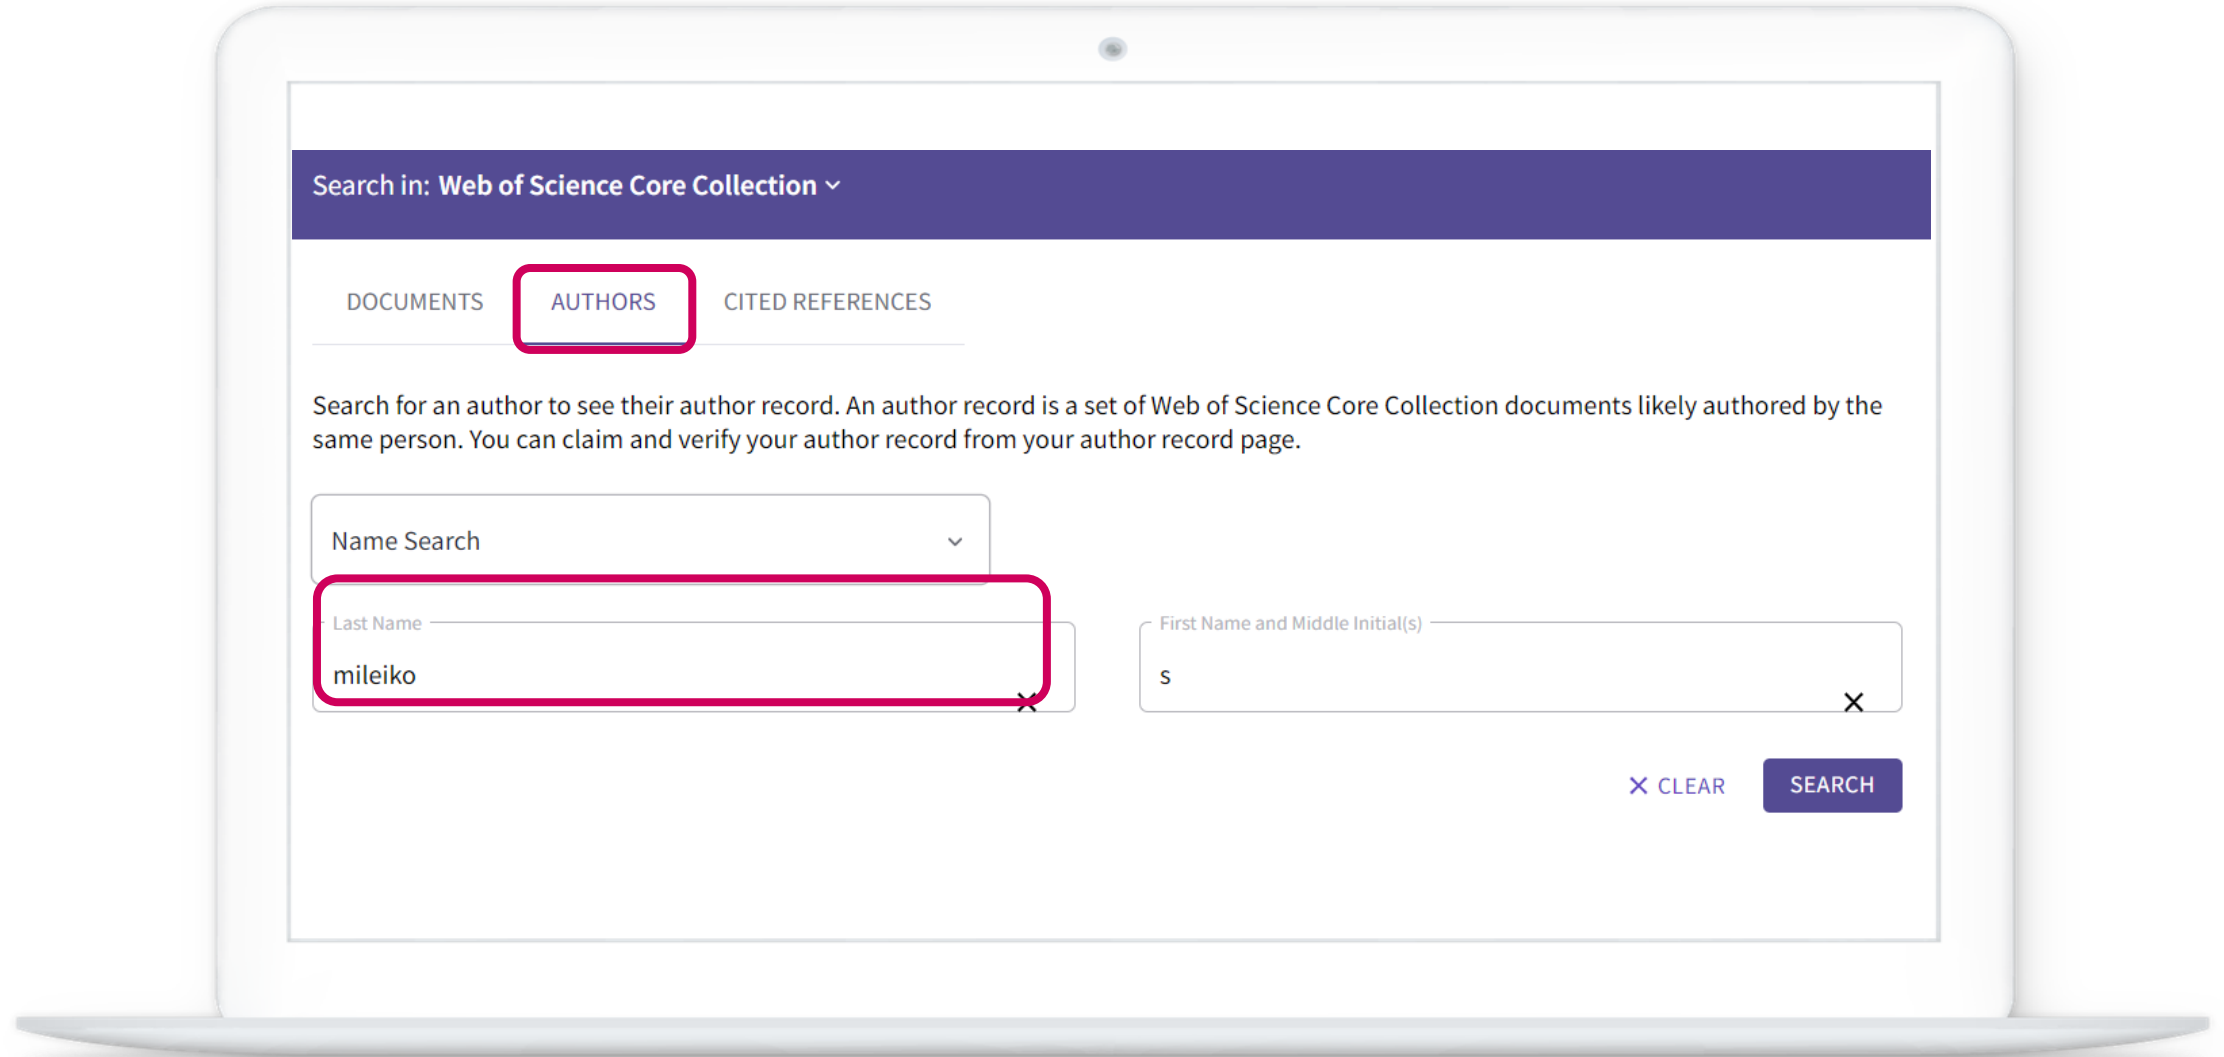 Search in: Web of Science Core Collection
DOCUMENTS AUTHORS CITED REFERENCES
Search for an author to see their author record. An author record is a set of Web of Science Core Collection documents likely authored by the
same person. You can claim and verify your author record from your author record page.
Name Search
Last Name First Name and Middle Initial(s)
mileiko s
CLEAR SEARCH